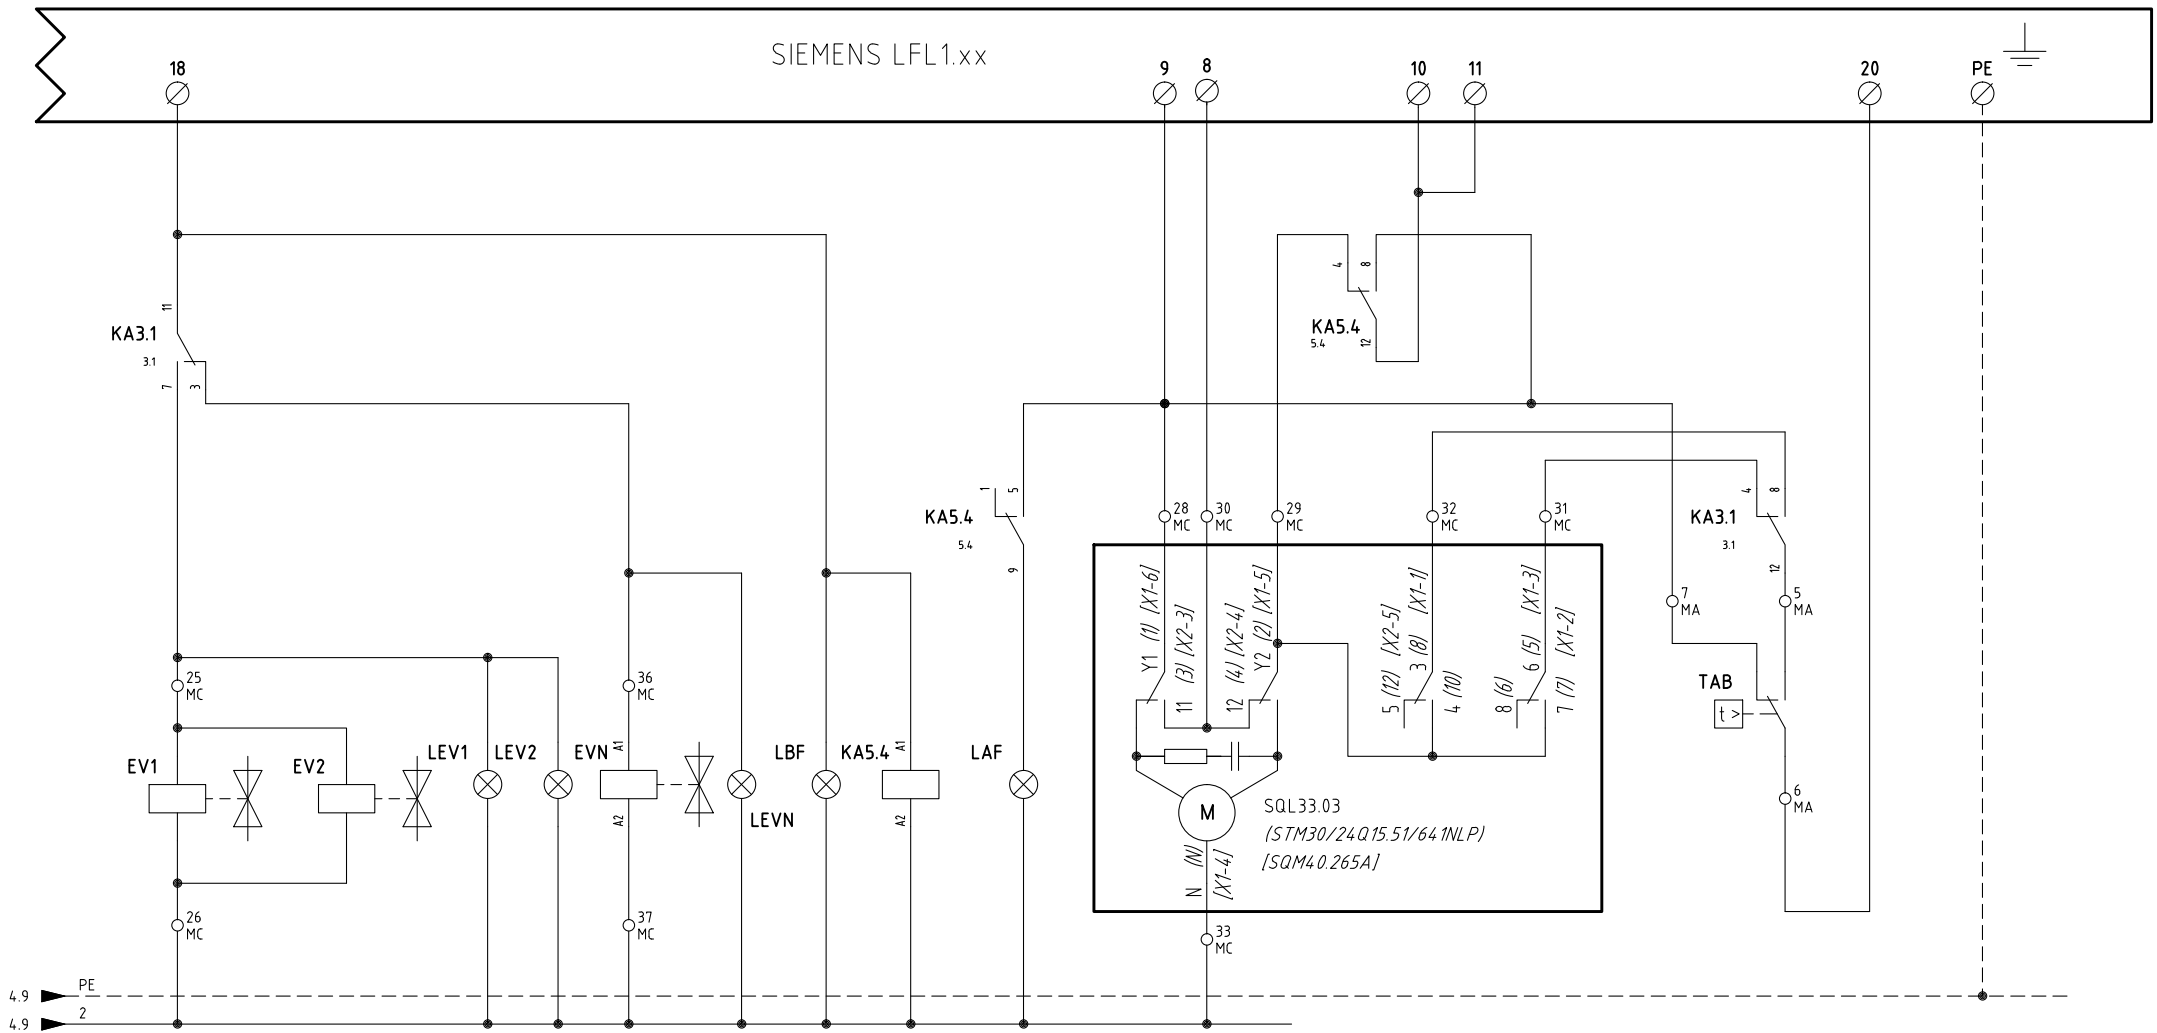 SIEMENS LFL1.xx
18
9
8
10
11
20
PE
11
KA3.1
3.1
7
3
4
8
KA5.4
5.4
12
1
5
KA5.4
5.4
9
28
MC
30
MC
29
MC
32
MC
31
MC
4
8
KA3.1
3.1
12
7
MA
5
MA
Y1 (1) [X1-6]
11 (3) [X2-3]
12 (4) [X2-4]
Y2 (2) [X1-5]
5 (12) [X2-5]
3 (8) [X1-1]
4 (10)
8 (6)
6 (5) [X1-3]
7 (7) [X1-2]
TAB
t >
25
MC
36
MC
EV1
EV2
LEV1
LEV2
EVN
A1
A2
LEVN
LBF
KA5.4
A1
A2
LAF
M
SQL33.03
(STM30/24Q15.51/641NLP)
[SQM40.265A]
N (N)
[X1-4]
6
MA
26
MC
37
MC
33
MC
4.9
PE
4.9
2